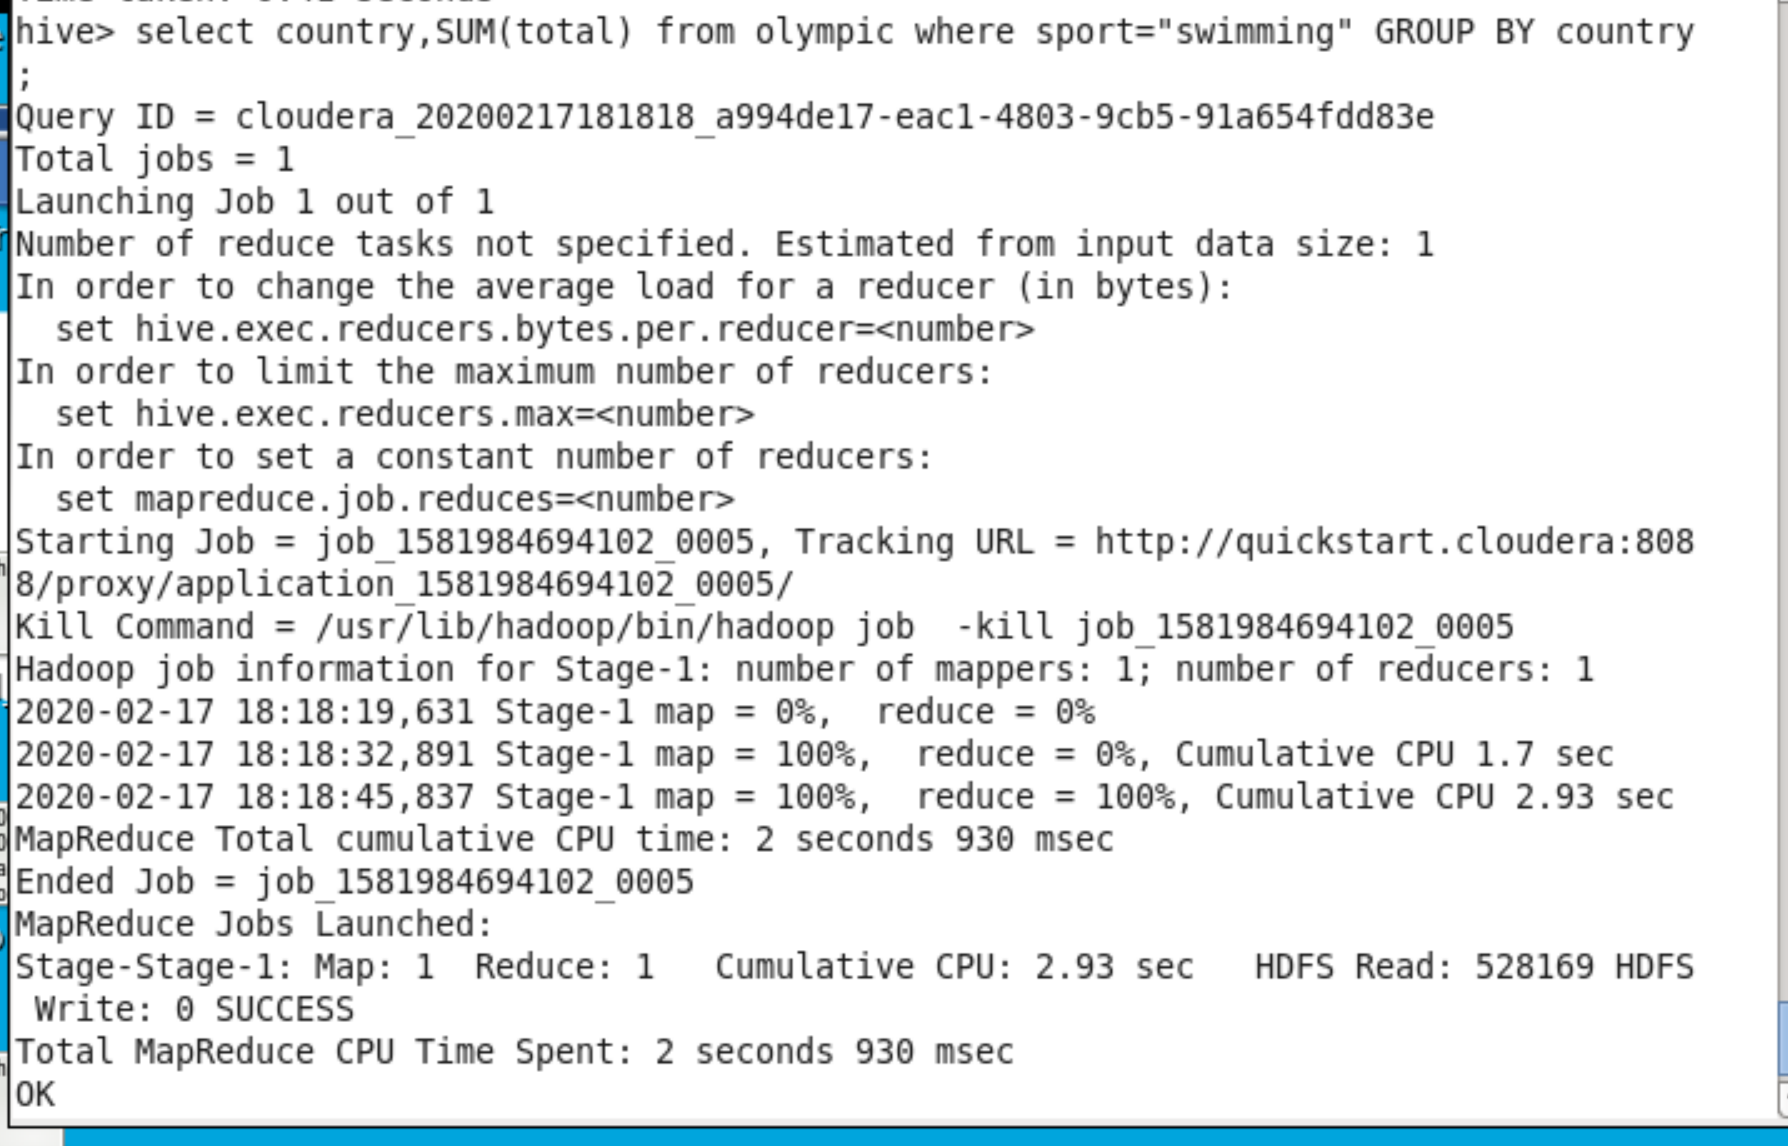 hive> select country,SUM(total) from olympic where sport="swimming" GROUP BY country
;
Query ID = cloudera_20200217181818_a994de17-eac1-4803-9cb5-91a654fdd83e
Total jobs = 1
Launching Job 1 out of 1
Number of reduce tasks not specified. Estimated from input data size: 1
In order to change the average load for a reducer (in bytes):
  set hive.exec.reducers.bytes.per.reducer=<number>
In order to limit the maximum number of reducers:
  set hive.exec.reducers.max=<number>
In order to set a constant number of reducers:
  set mapreduce.job.reduces=<number>
Starting Job = job_1581984694102_0005, Tracking URL = http://quickstart.cloudera:808
8/proxy/application_1581984694102_0005/
Kill Command = /usr/lib/hadoop/bin/hadoop job  -kill job_1581984694102_0005
Hadoop job information for Stage-1: number of mappers: 1; number of reducers: 1
2020-02-17 18:18:19,631 Stage-1 map = 0%,  reduce = 0%
2020-02-17 18:18:32,891 Stage-1 map = 100%,  reduce = 0%, Cumulative CPU 1.7 sec
2020-02-17 18:18:45,837 Stage-1 map = 100%,  reduce = 100%, Cumulative CPU 2.93 sec
MapReduce Total cumulative CPU time: 2 seconds 930 msec
Ended Job = job_1581984694102_0005
MapReduce Jobs Launched:
Stage-Stage-1: Map: 1  Reduce: 1   Cumulative CPU: 2.93 sec   HDFS Read: 528169 HDFS
 Write: 0 SUCCESS
Total MapReduce CPU Time Spent: 2 seconds 930 msec
OK